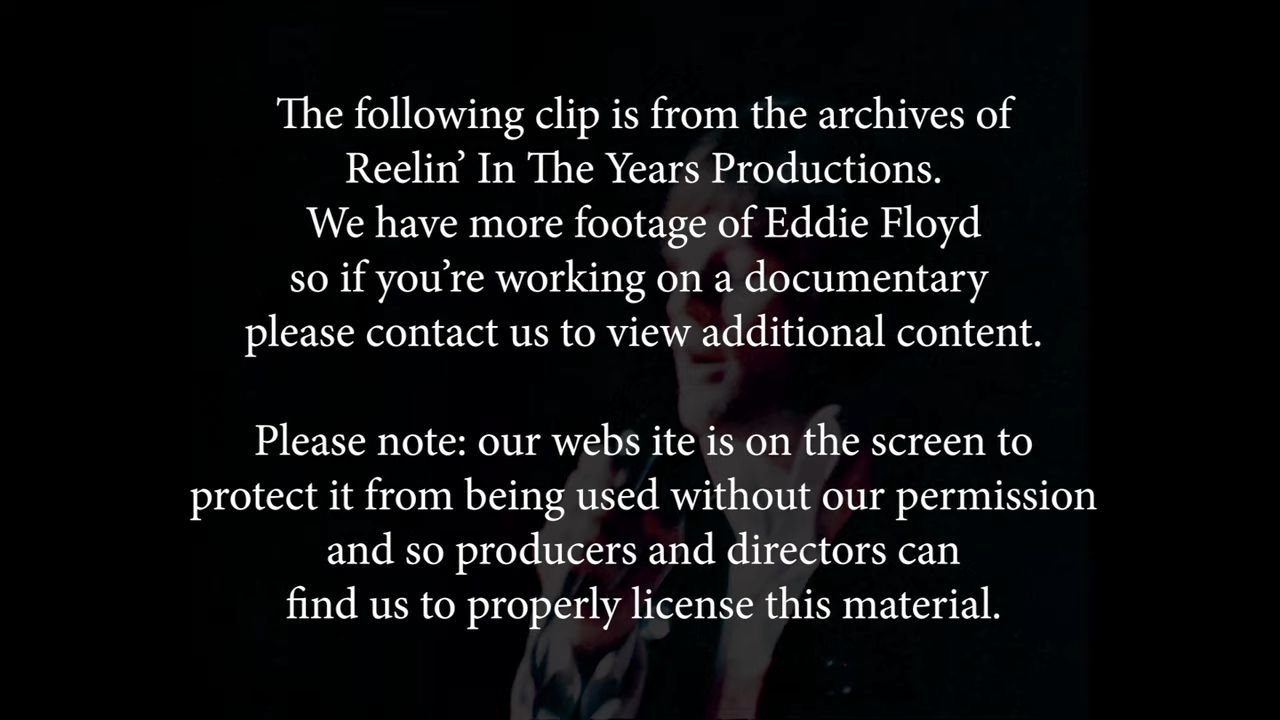 The following clip is from the archives of
Reelin’ In The Years Productions.
We have more footage of Eddie Floyd
so if you’re working on a documentary
please contact us to view additional content.
Please note: our webs ite is on the screen to
protect it from being used without our permission
and so producers and directors can
find us to properly license this material.